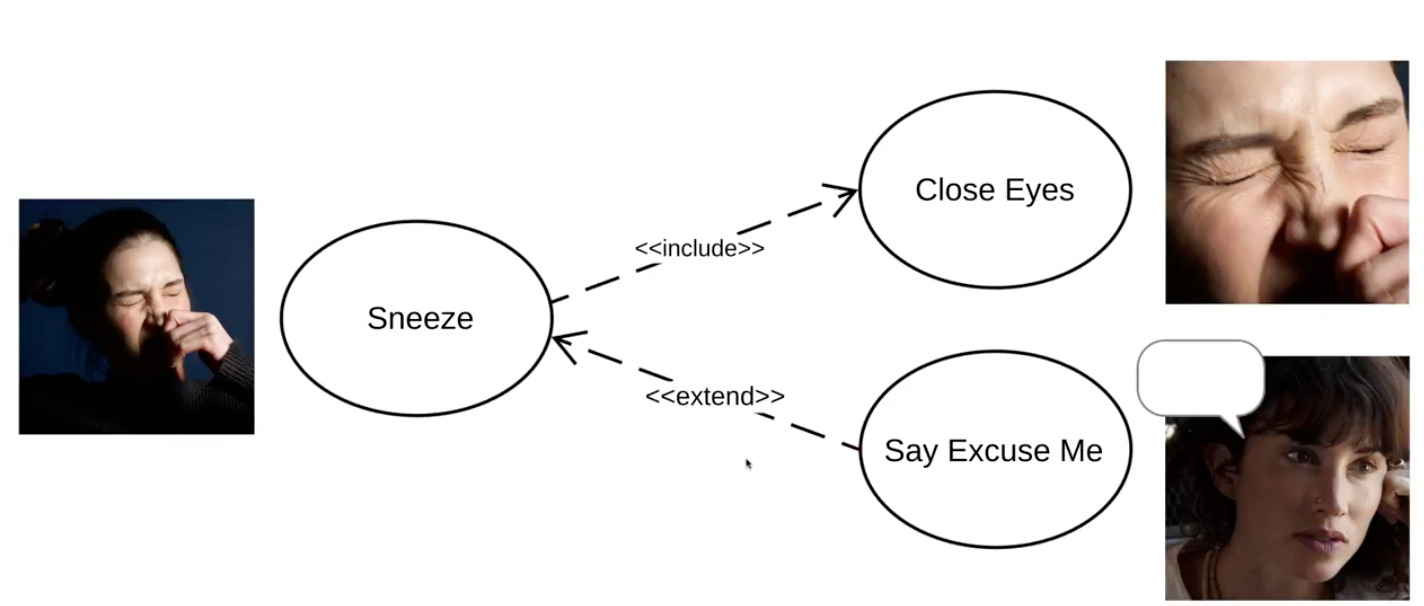 Close Eyes
<<include>>
Sneeze
<<extend>>
Say Excuse Me